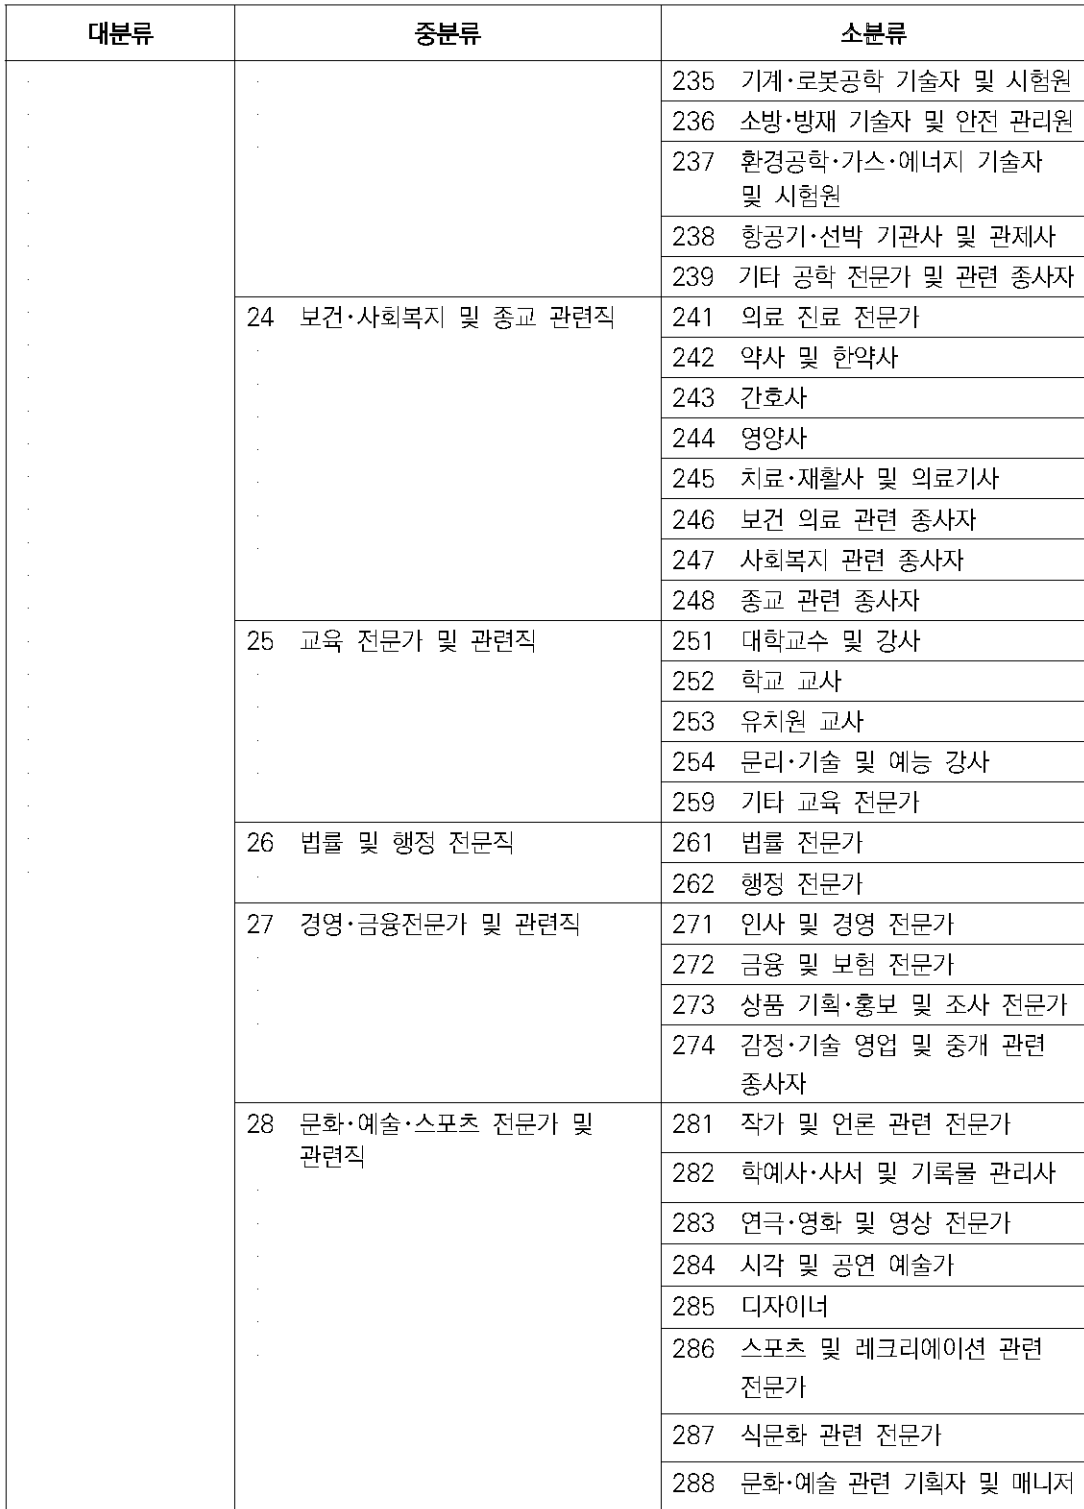 대분류 중분류 소분류
235 기계·로봇공학 기술자 및 시험원
236 소방·방재 기술자 및 안전 관리원
237 환경공학·가스·에너지 기술자
및 시험원
238 항공기·선박 기관사 및 관제사
239 기타 공학 전문가 및 관련 종사자
24 보건·사회복지 및 종교 관련직 241 의료 진료 전문가
242 약사 및 한약사
243 간호사
244 영양사
245 치료·재활사 및 의료기사
246 보건 의료 관련 종사자
247 사회복지 관련 종사자
248 종교 관련 종사자
25 교육 전문가 및 관련직 251 대학교수 및 강사
252 학교 교사
253 유치원 교사
254 문리·기술 및 예능 강사
259 기타 교육 전문가
26 법률 및 행정 전문직 261 법률 전문가
262 행정 전문가
27 경영·금융전문가 및 관련직 271 인사 및 경영 전문가
272 금융 및 보험 전문가
273 상품 기획·홍보 및 조사 전문가
274 감정·기술 영업 및 중개 관련
종사자
28 문화·예술·스포츠 전문가 및 281 작가 및 언론 관련 전문가
관련직
282 학예사·사서 및 기록물 관리사
283 연극·영화 및 영상 전문가
284 시각 및 공연 예술가
285 디자이너
286 스포츠 및 레크리에이션 관련
전문가
287 식문화 관련 전문가
288 문화·예술 관련 기획자 및 매니저